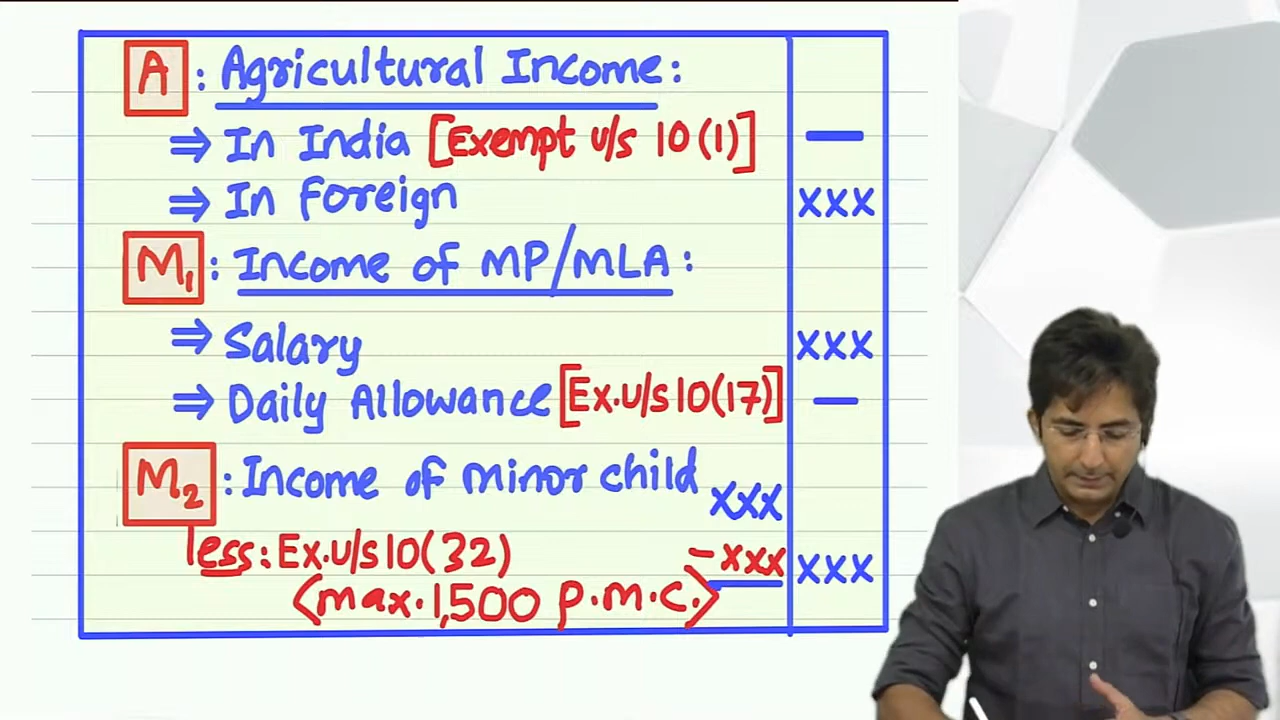 A : Agricultural Income :
⇒ In India [Exempt u/s 10(1)] —
⇒ In Foreign xxx
M1 : Income of MP/MLA :
⇒ Salary xxx
⇒ Daily Allowance [Ex.u/s 10(17)] —
M2 : Income of minor child xxx
less : Ex.u/s 10(32) - xxx xxx
<max. 1,500 p.m.c.>